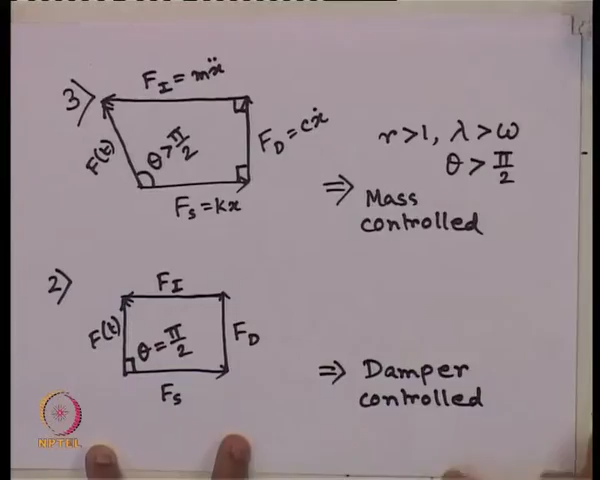 3)
F_I = mẍ
F(t)
θ > π/2
F_D = cẋ
F_S = kx
r > 1, λ > ω
θ > π/2
⇒ Mass
controlled
2)
F_I
F(t)
θ = π/2
F_D
F_S
⇒ Damper
controlled
NPTEL